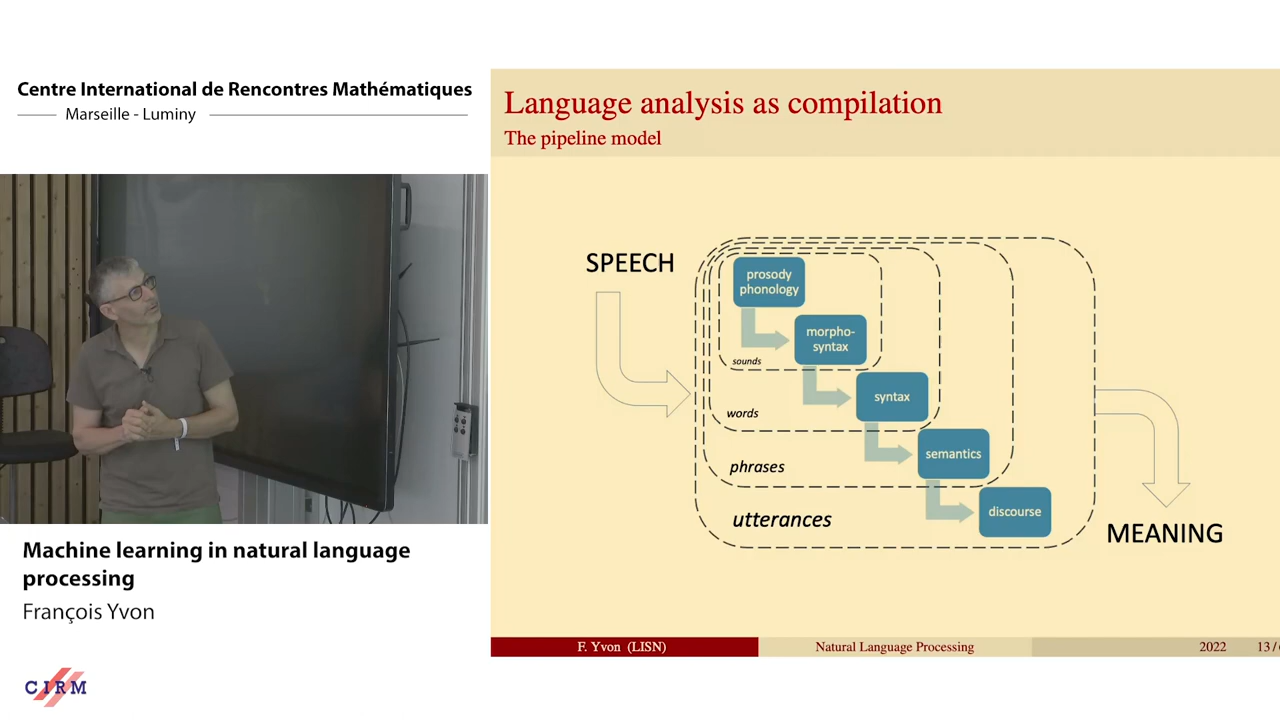 Centre International de Rencontres Mathématiques
Marseille - Luminy
Language analysis as compilation
The pipeline model
SPEECH
prosody
phonology
morpho-
syntax
sounds
syntax
words
semantics
phrases
discourse
utterances
MEANING
Machine learning in natural language
processing
François Yvon
F. Yvon (LISN)
Natural Language Processing
2022
13 /
CIRM